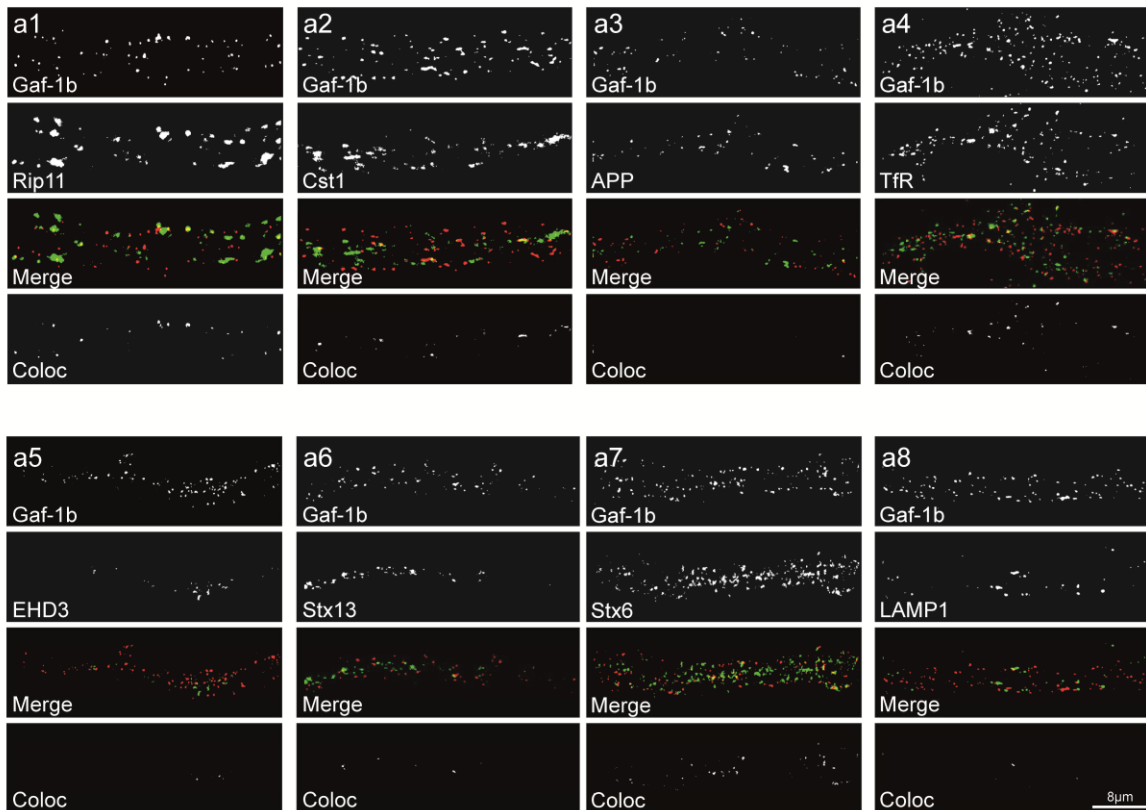 a1 a2 a3 a4
Gaf-1b Gaf-1b Gaf-1b Gaf-1b
Rip11 Cst1 APP TfR
Merge Merge Merge Merge
Coloc Coloc Coloc Coloc
a5 a6 a7 a8
Gaf-1b Gaf-1b Gaf-1b Gaf-1b
EHD3 Stx13 Stx6 LAMP1
Merge Merge Merge Merge
Coloc Coloc Coloc Coloc
8µm